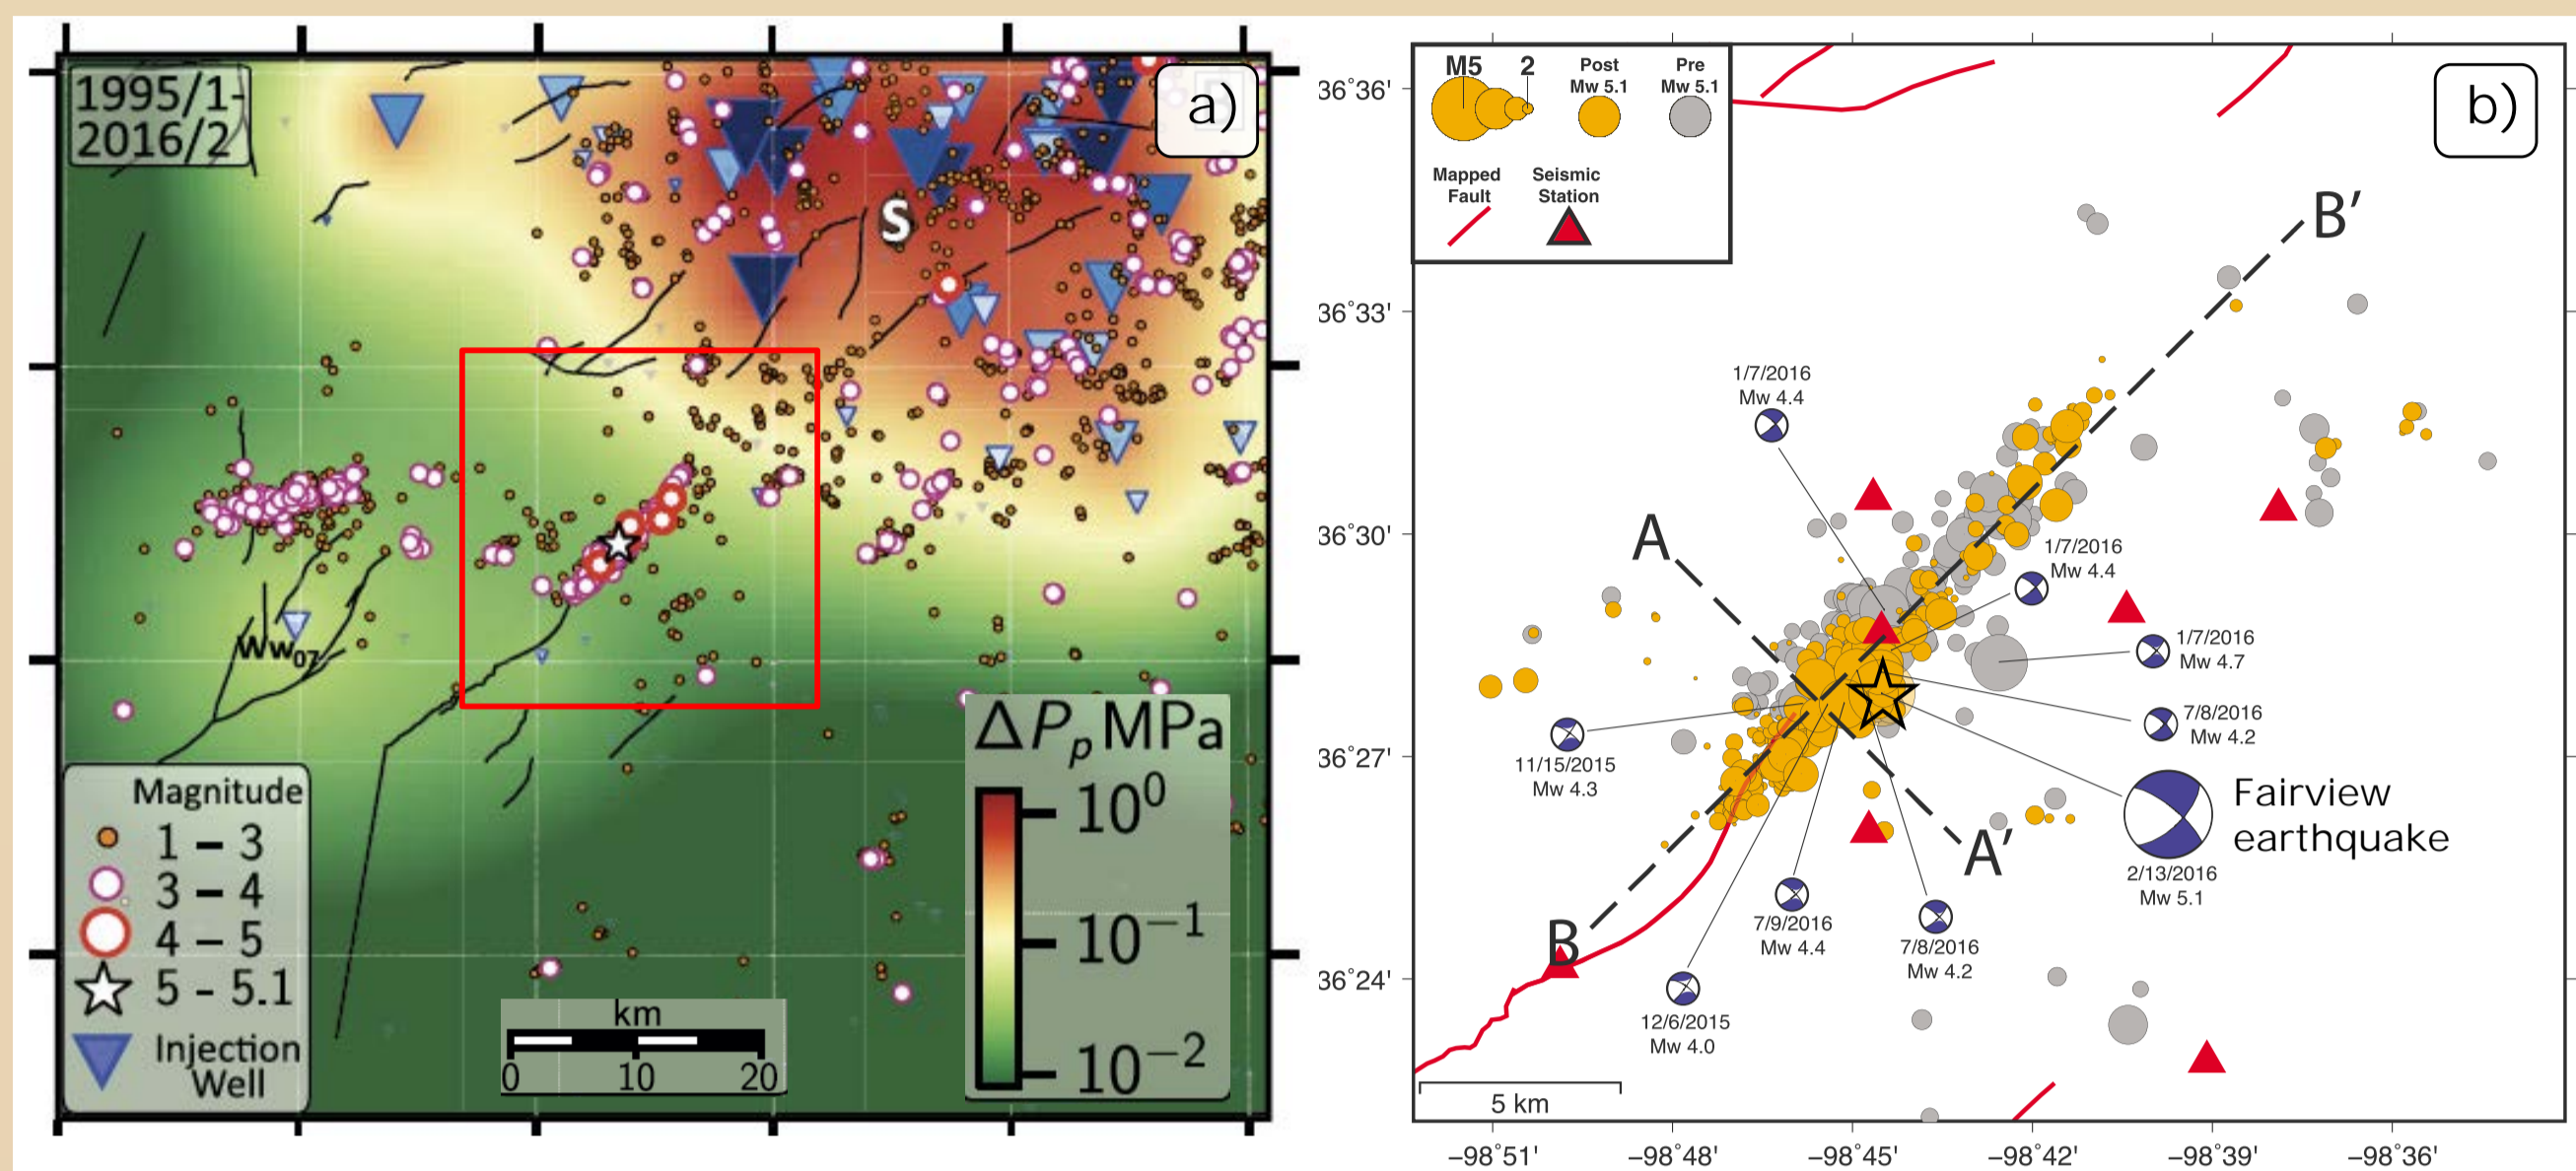 1995/1-
2016/2
a)
S
Ww07
ΔPp MPa
10⁰
10⁻¹
10⁻²
Magnitude
1 – 3
3 – 4
4 – 5
5 – 5.1
Injection
Well
km
0 10 20
b)
M5 2 Post Pre
Mw 5.1 Mw 5.1
Mapped Seismic
Fault Station
36˚36'
36˚33'
36˚30'
36˚27'
36˚24'
B'
1/7/2016
Mw 4.4
A
1/7/2016
Mw 4.4
1/7/2016
Mw 4.7
7/8/2016
Mw 4.2
11/15/2015
Mw 4.3
Fairview
earthquake
2/13/2016
Mw 5.1
A'
B
7/9/2016
Mw 4.4
7/8/2016
Mw 4.2
12/6/2015
Mw 4.0
5 km
–98˚51' –98˚48' –98˚45' –98˚42' –98˚39' –98˚36'